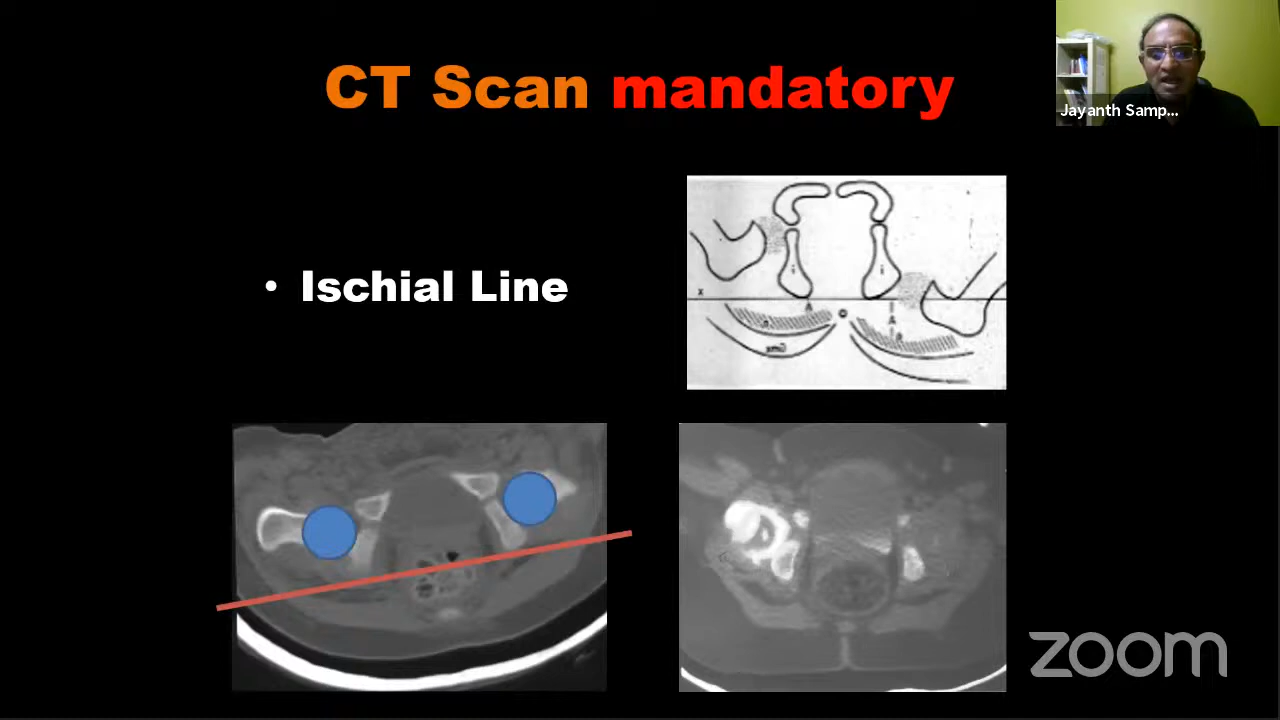 CT Scan mandatory
Jayanth Samp...
• Ischial Line
i
i
x
A
A
zoom